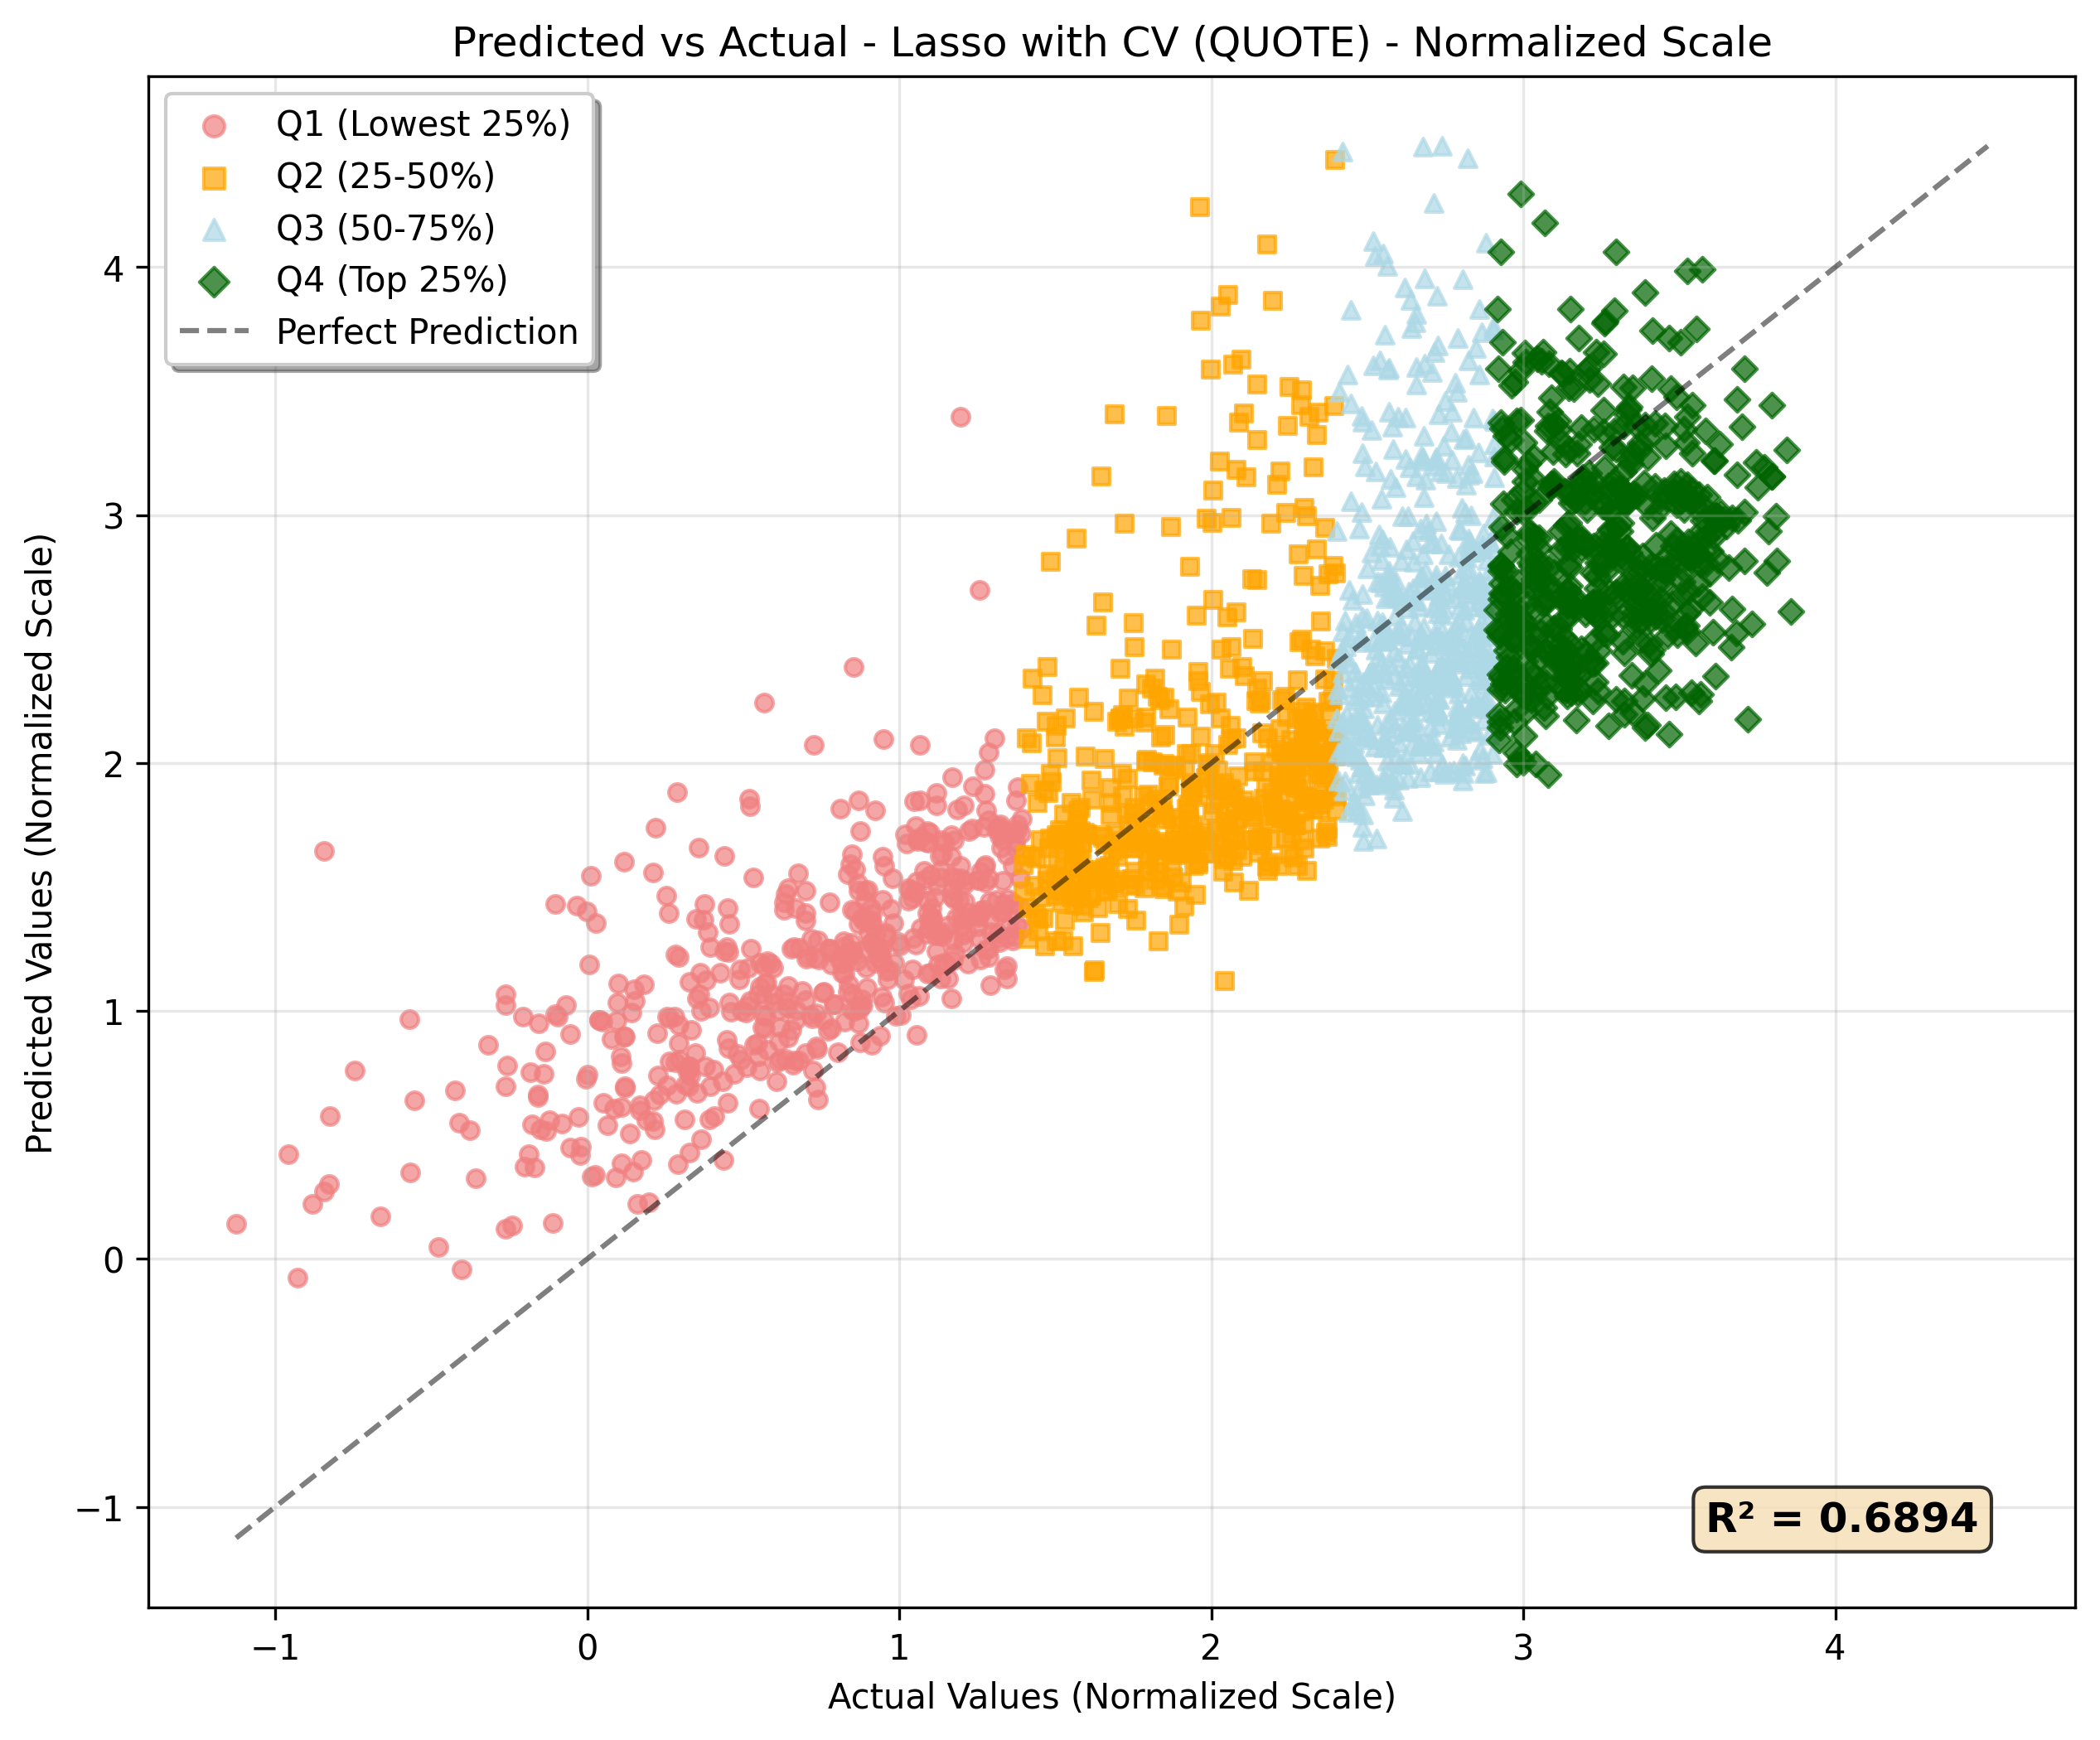 Predicted vs Actual - Lasso with CV (QUOTE) - Normalized Scale
Q1 (Lowest 25%)
Q2 (25-50%)
Q3 (50-75%)
Q4 (Top 25%)
Perfect Prediction
Predicted Values (Normalized Scale)
4
3
2
1
0
−1
R² = 0.6894
−1 0 1 2 3 4
Actual Values (Normalized Scale)